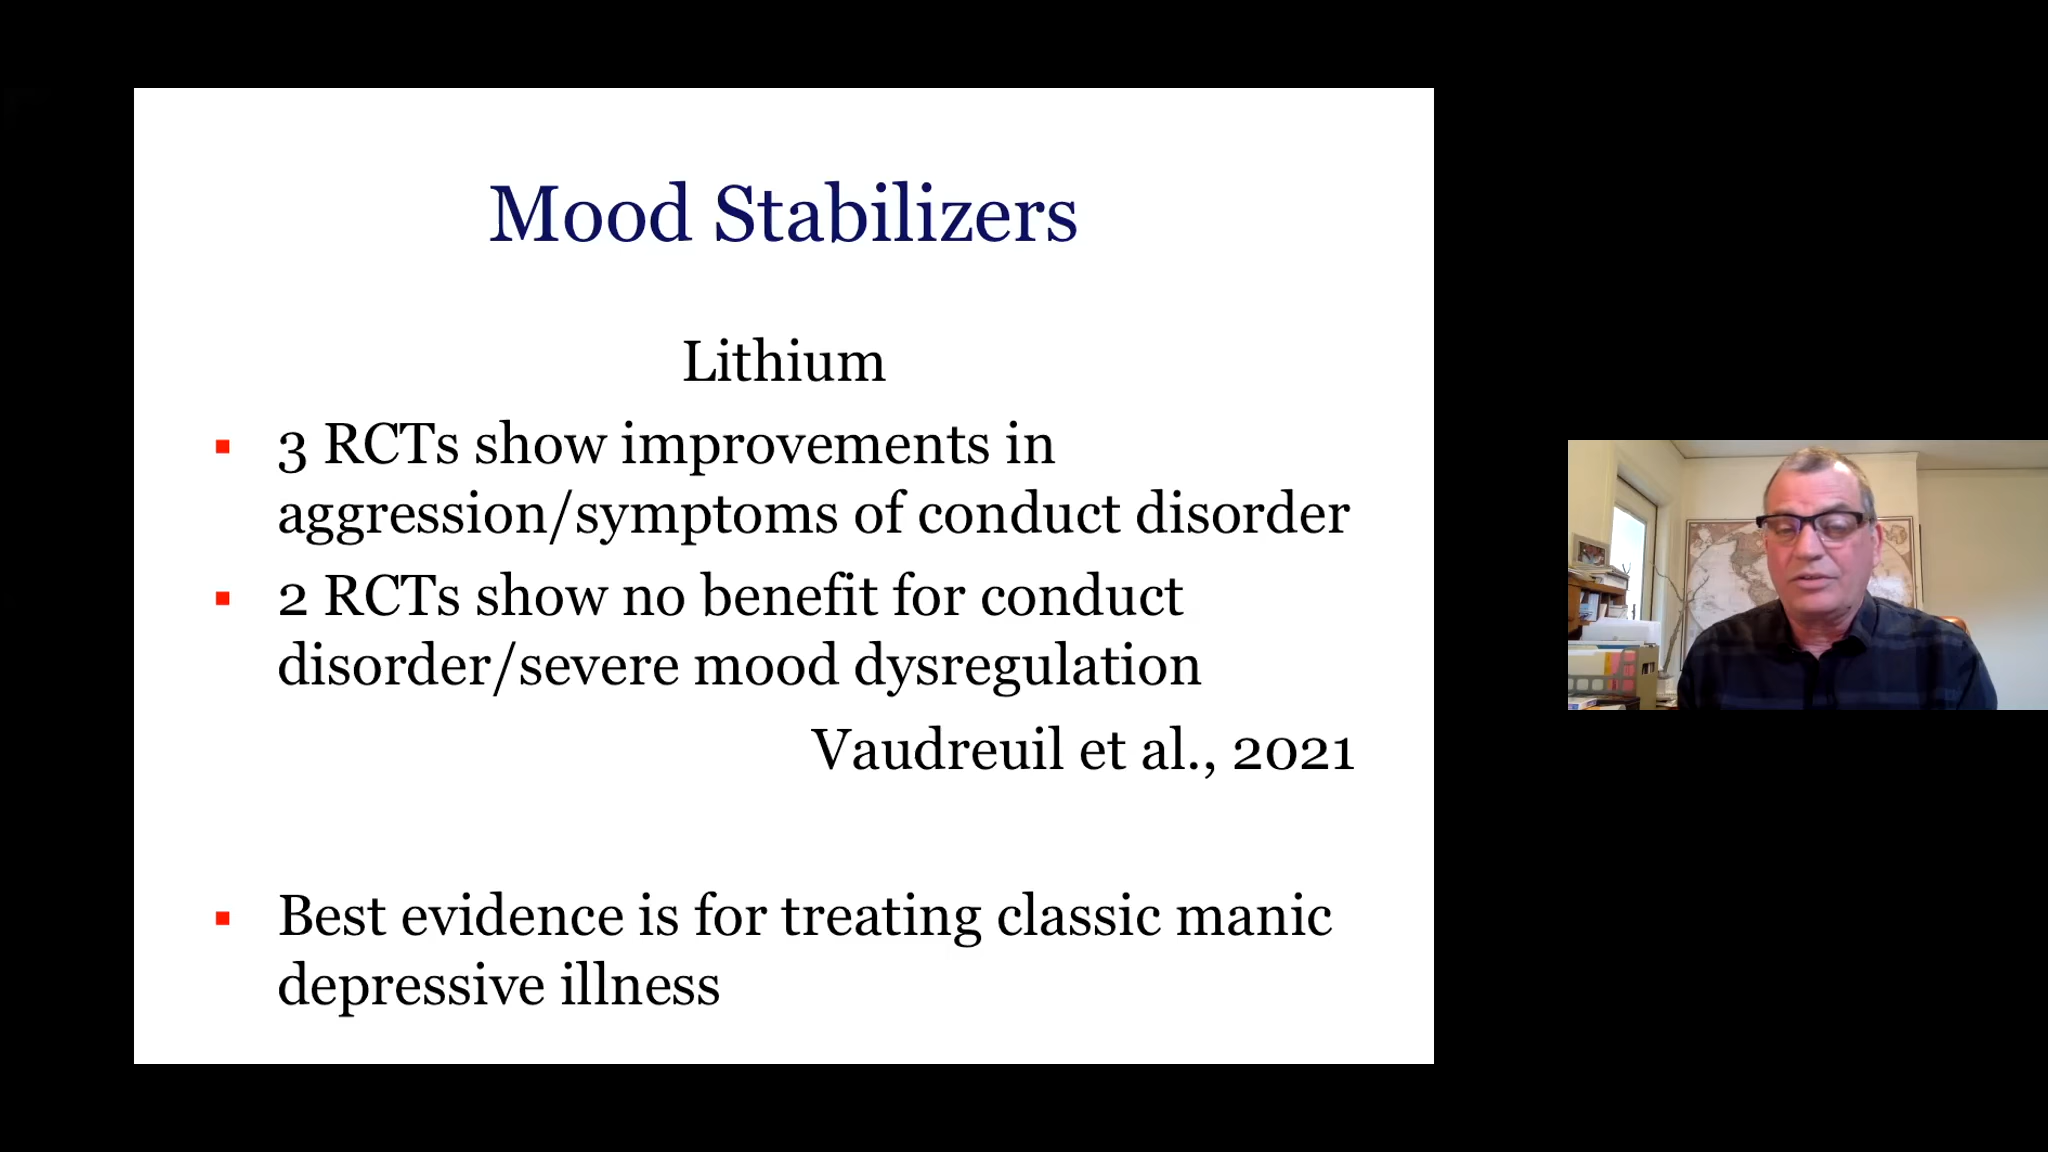 Mood Stabilizers
Lithium
▪ 3 RCTs show improvements in
aggression/symptoms of conduct disorder
▪ 2 RCTs show no benefit for conduct
disorder/severe mood dysregulation
Vaudreuil et al., 2021
▪ Best evidence is for treating classic manic
depressive illness